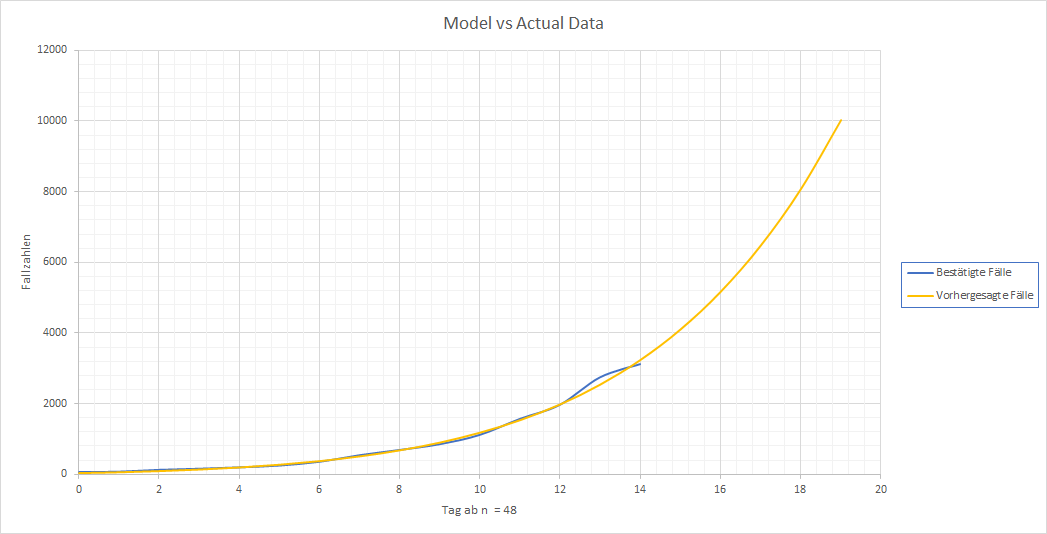 Model vs Actual Data
12000
10000
8000
6000
4000
2000
0
Fallzahlen
0 2 4 6 8 10 12 14 16 18 20
Tag ab n = 48
Bestätigte Fälle
Vorhergesagte Fälle